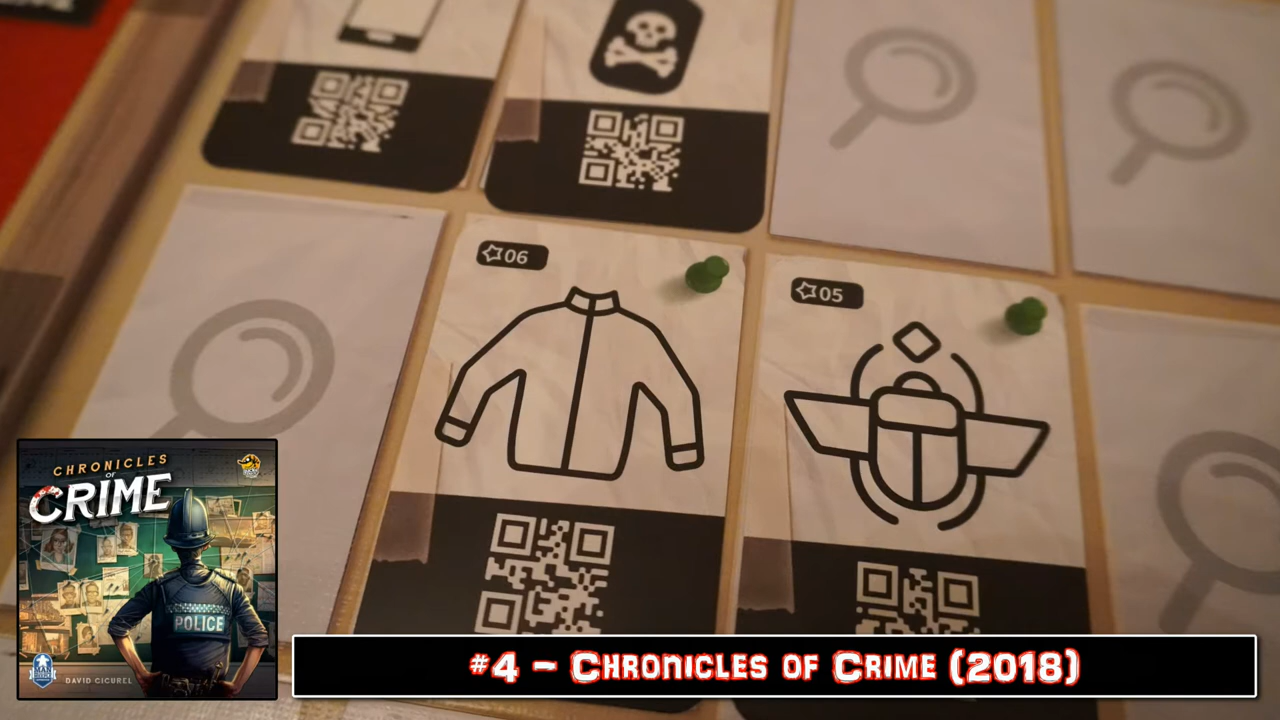 06
05
CHRONICLES
OF
CRIME
POLICE
DAVID CICUREL
#4 - Chronicles of Crime (2018)